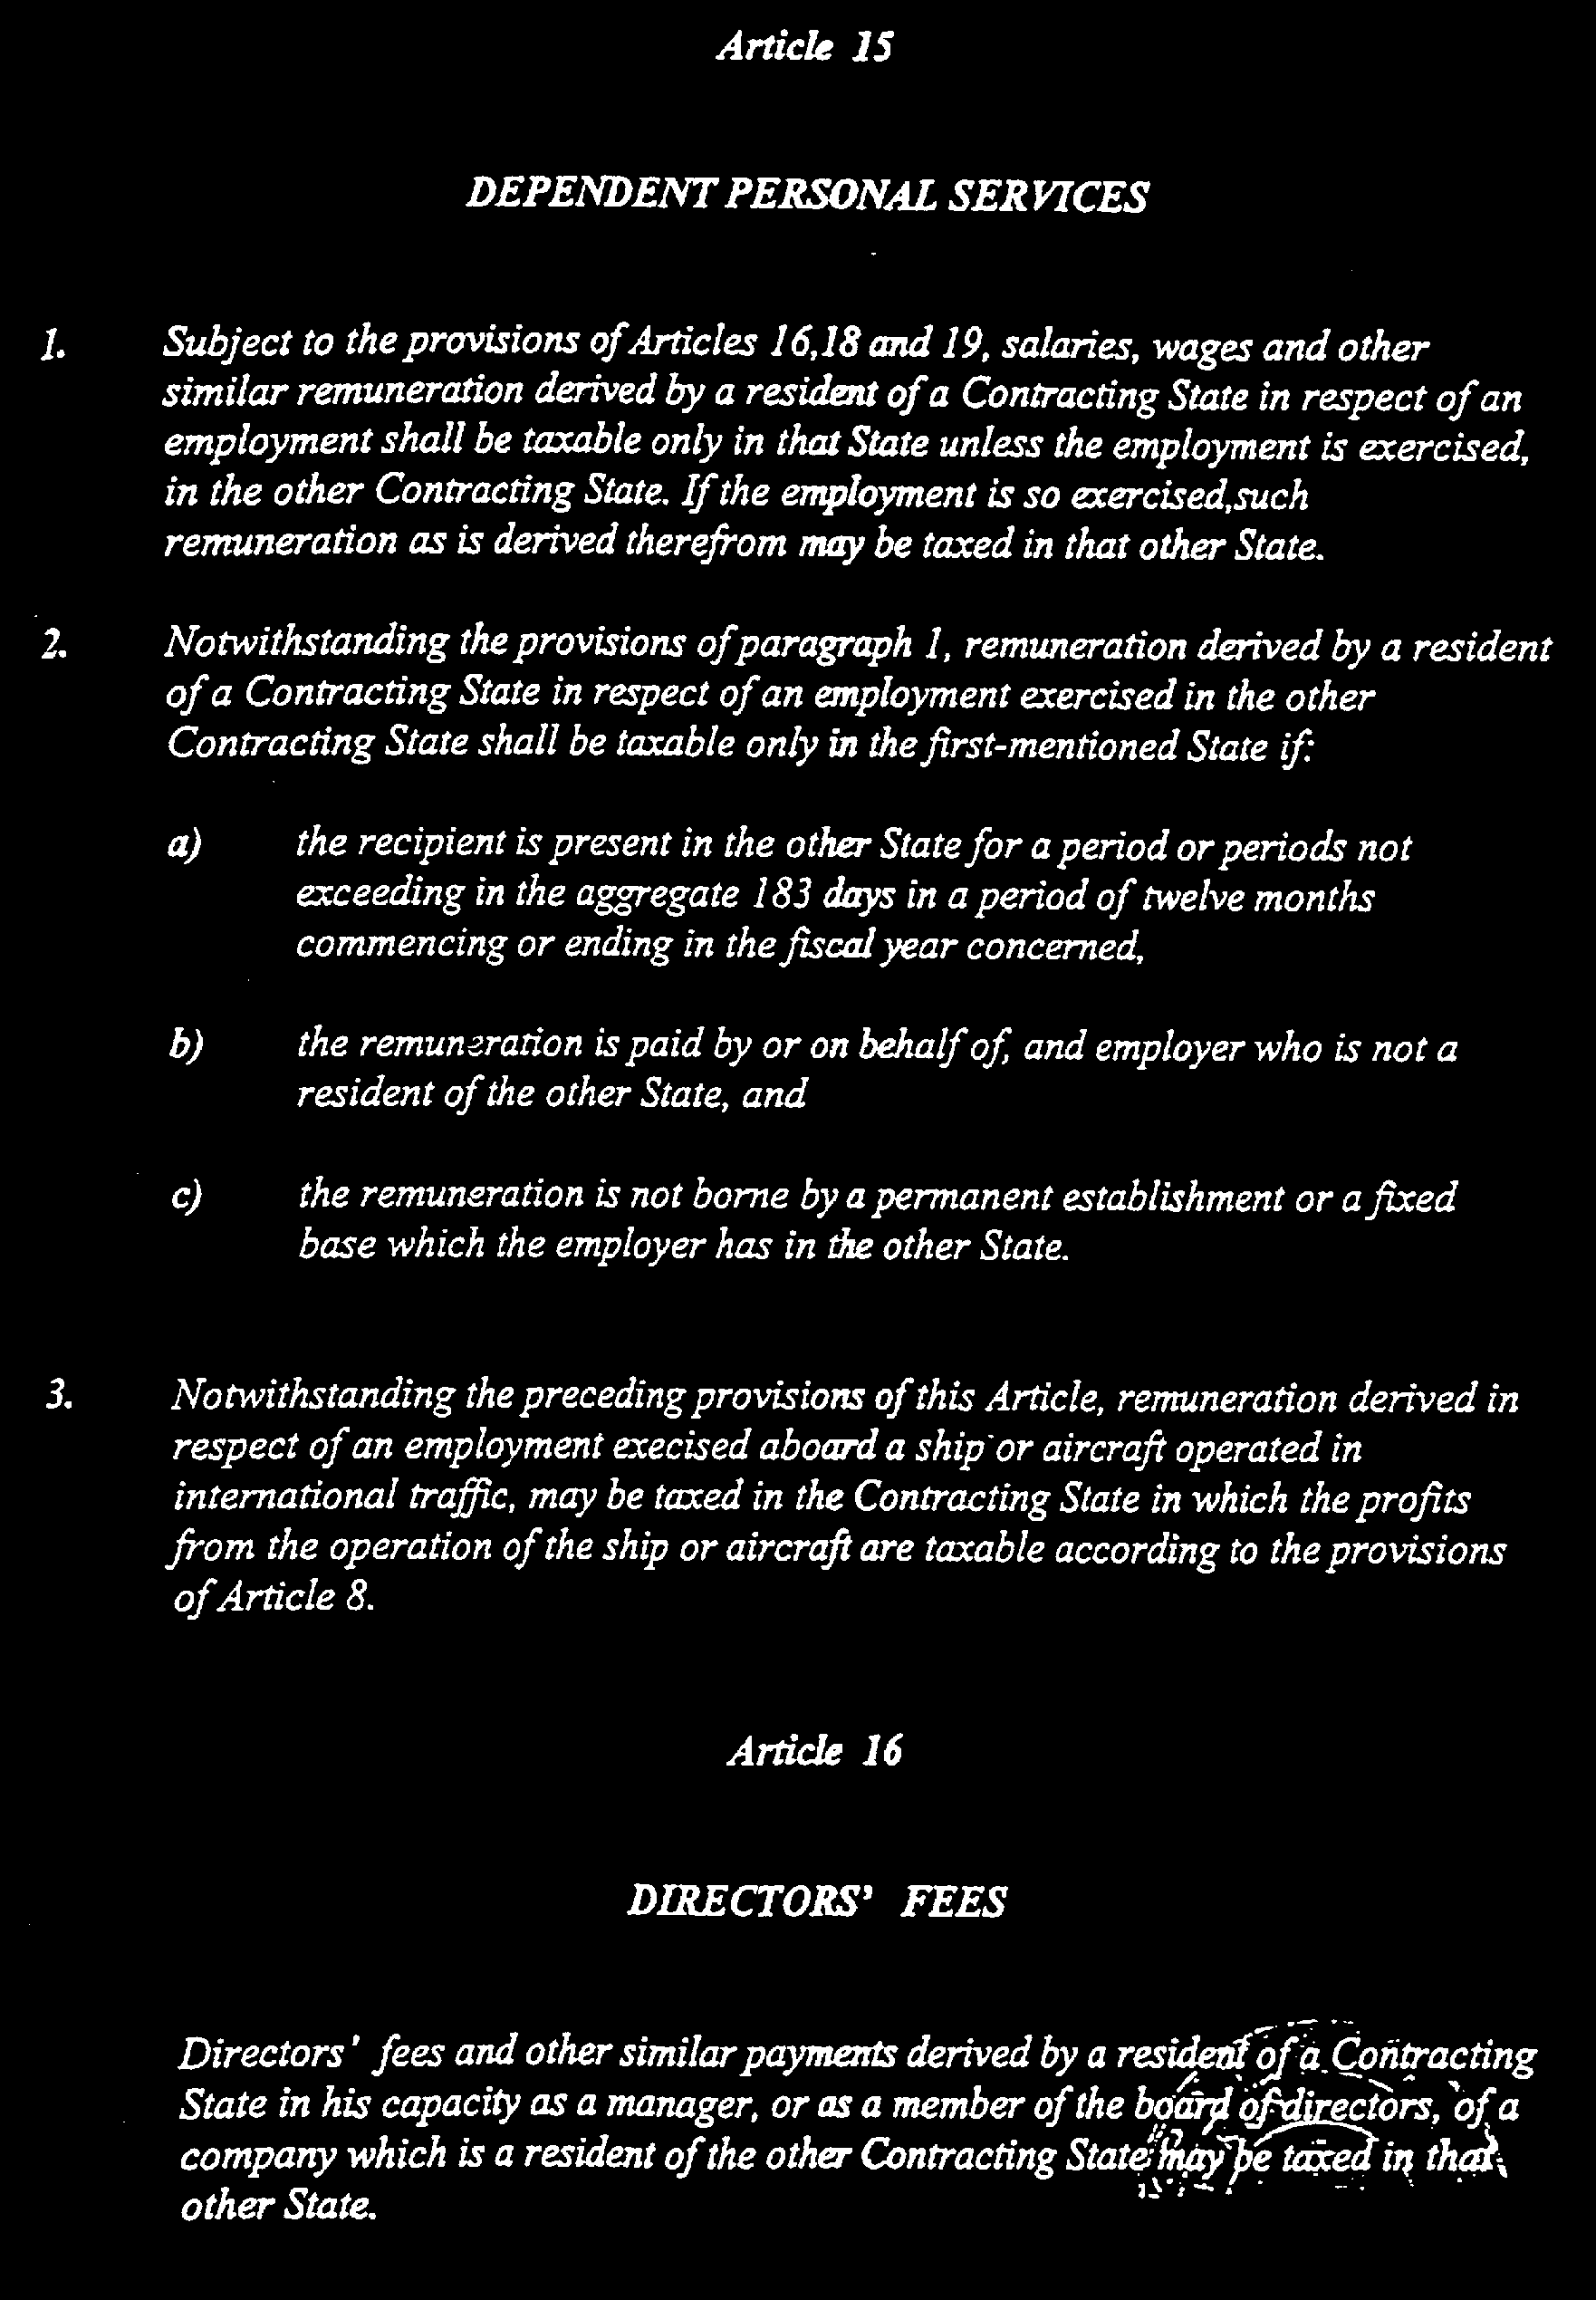 Article 15
DEPENDENT PERSONAL SERVICES
1. Subject to the provisions of Articles 16,18 and 19, salaries, wages and other
similar remuneration derived by a resident of a Contracting State in respect of an
employment shall be taxable only in that State unless the employment is exercised,
in the other Contracting State. If the employment is so exercised,such
remuneration as is derived therefrom may be taxed in that other State.
2. Notwithstanding the provisions of paragraph 1, remuneration derived by a resident
of a Contracting State in respect of an employment exercised in the other
Contracting State shall be taxable only in the first-mentioned State if:
a) the recipient is present in the other State for a period or periods not
exceeding in the aggregate 183 days in a period of twelve months
commencing or ending in the fiscal year concerned,
b) the remuneration is paid by or on behalf of, and employer who is not a
resident of the other State, and
c) the remuneration is not borne by a permanent establishment or a fixed
base which the employer has in the other State.
3. Notwithstanding the preceding provisions of this Article, remuneration derived in
respect of an employment execised aboard a ship or aircraft operated in
international traffic, may be taxed in the Contracting State in which the profits
from the operation of the ship or aircraft are taxable according to the provisions
of Article 8.
Article 16
DIRECTORS' FEES
Directors' fees and other similar payments derived by a resident of a Contracting
State in his capacity as a manager, or as a member of the board of directors, of a
company which is a resident of the other Contracting State may be taxed in that
other State.